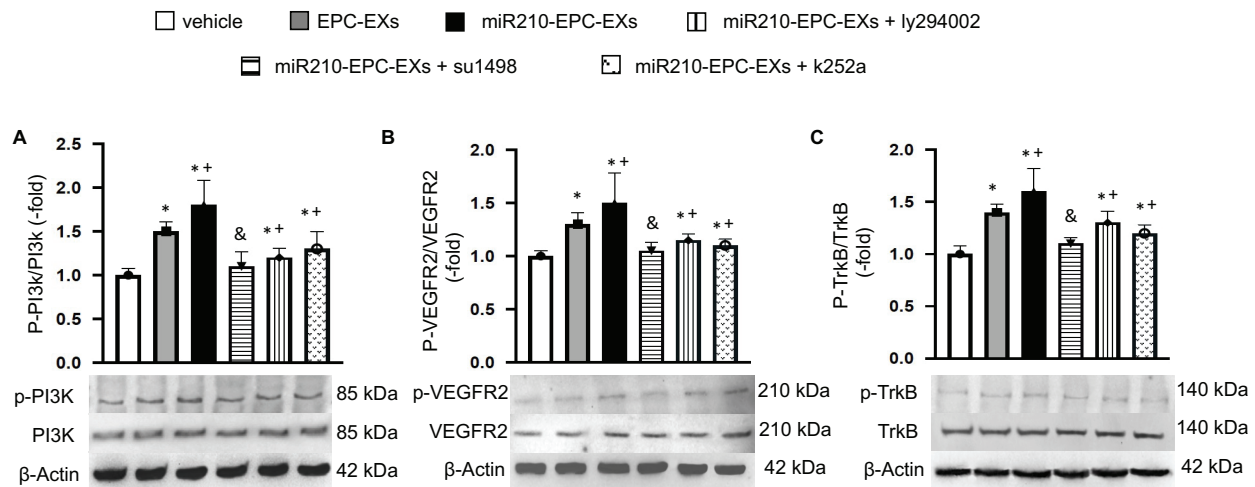 vehicle EPC-EXs miR210-EPC-EXs miR210-EPC-EXs + ly294002
miR210-EPC-EXs + su1498 miR210-EPC-EXs + k252a
A
P-PI3k/PI3k (-fold)
2.5
2.0
1.5
1.0
0.5
0.0
* *+ & *+ *+
p-PI3K 85 kDa
PI3K 85 kDa
β-Actin 42 kDa
B
P-VEGFR2/VEGFR2
(-fold)
2.0
1.5
1.0
0.5
0.0
* *+ & *+ *+
p-VEGFR2 210 kDa
VEGFR2 210 kDa
β-Actin 42 kDa
C
P-TrkB/TrkB
(-fold)
2.0
1.5
1.0
0.5
0.0
* *+ & *+ *+
p-TrkB 140 kDa
TrkB 140 kDa
β-Actin 42 kDa